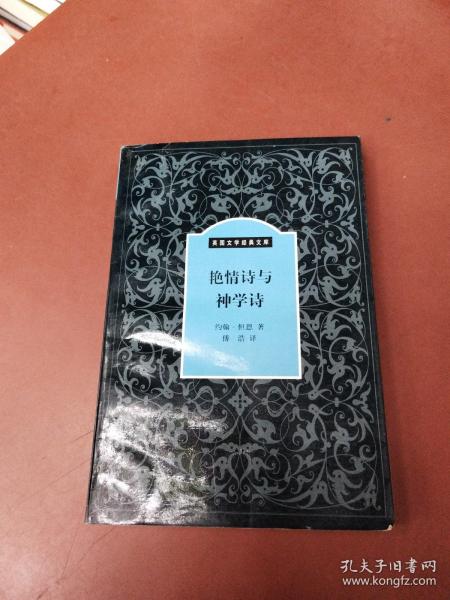 英国文学经典文库
艳情诗与
神学诗
约翰·但恩 著
傅浩 译
孔夫子旧书网
www.kongfz.com